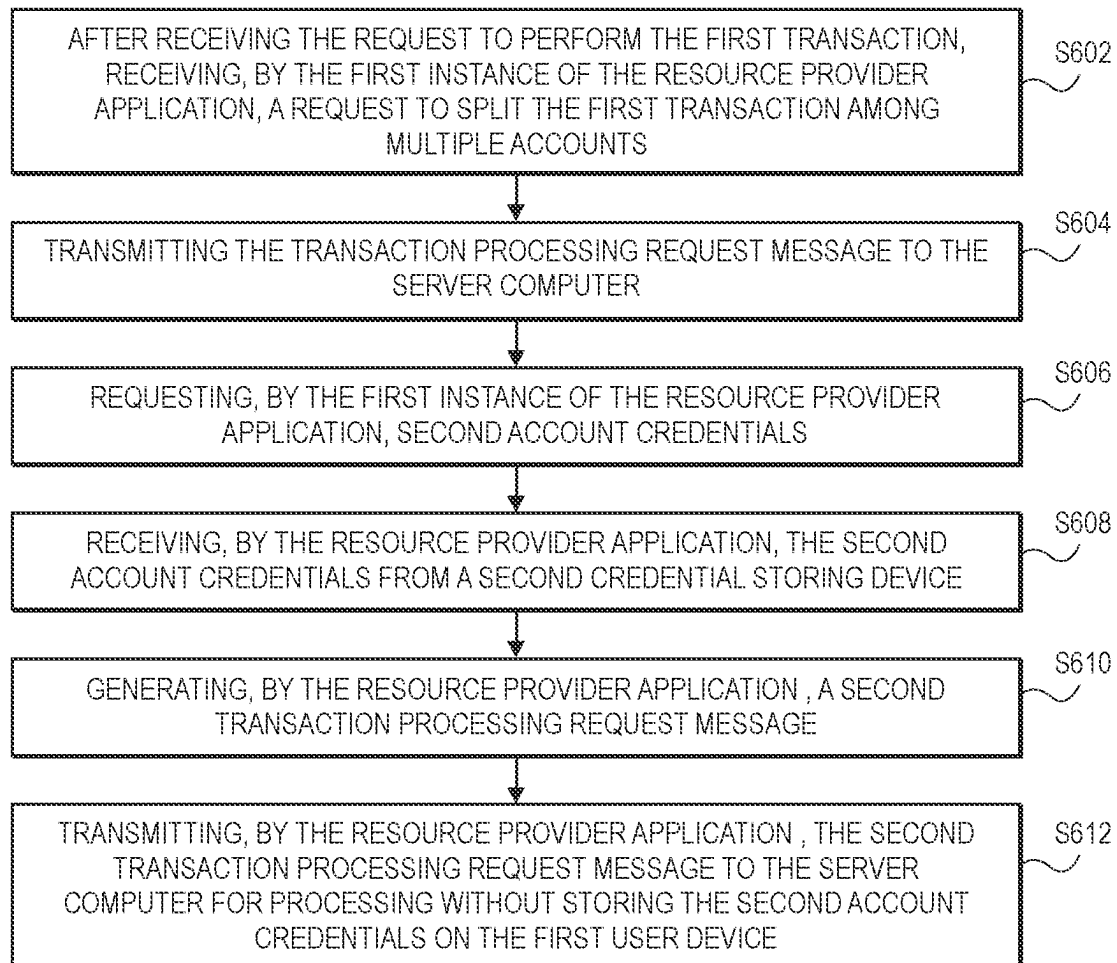 AFTER RECEIVING THE REQUEST TO PERFORM THE FIRST TRANSACTION,
RECEIVING, BY THE FIRST INSTANCE OF THE RESOURCE PROVIDER
APPLICATION, A REQUEST TO SPLIT THE FIRST TRANSACTION AMONG
MULTIPLE ACCOUNTS
S602
TRANSMITTING THE TRANSACTION PROCESSING REQUEST MESSAGE TO THE
SERVER COMPUTER
S604
REQUESTING, BY THE FIRST INSTANCE OF THE RESOURCE PROVIDER
APPLICATION, SECOND ACCOUNT CREDENTIALS
S606
RECEIVING, BY THE RESOURCE PROVIDER APPLICATION, THE SECOND
ACCOUNT CREDENTIALS FROM A SECOND CREDENTIAL STORING DEVICE
S608
GENERATING, BY THE RESOURCE PROVIDER APPLICATION , A SECOND
TRANSACTION PROCESSING REQUEST MESSAGE
S610
TRANSMITTING, BY THE RESOURCE PROVIDER APPLICATION , THE SECOND
TRANSACTION PROCESSING REQUEST MESSAGE TO THE SERVER
COMPUTER FOR PROCESSING WITHOUT STORING THE SECOND ACCOUNT
CREDENTIALS ON THE FIRST USER DEVICE
S612